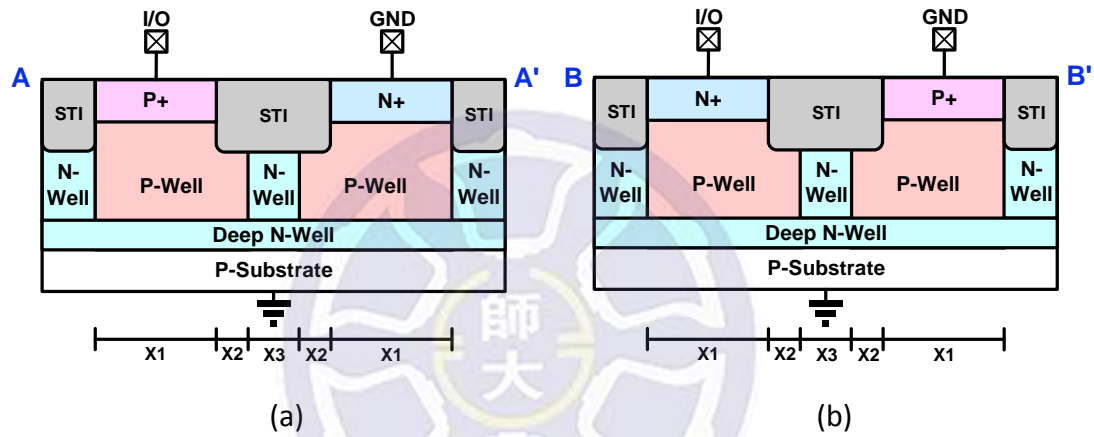 I/O
GND
A
A'
STI
P+
STI
N+
STI
N-
Well
P-Well
N-
Well
P-Well
N-
Well
Deep N-Well
P-Substrate
X1
X2
X3
X2
X1
(a)
I/O
GND
B
B'
STI
N+
STI
P+
STI
N-
Well
P-Well
N-
Well
P-Well
N-
Well
Deep N-Well
P-Substrate
X1
X2
X3
X2
X1
(b)
師
大